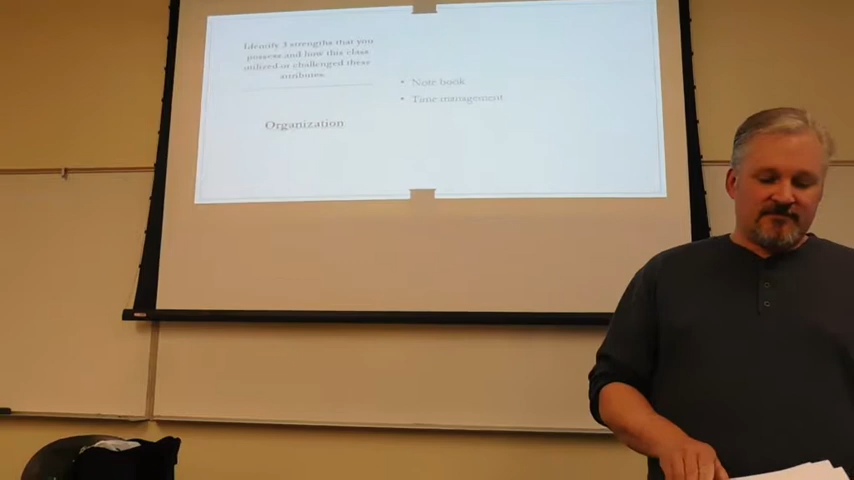 Identify 3 strengths that you
possess and how this class
utilized or challenged these
attributes.
Organization
• Note book
• Time management